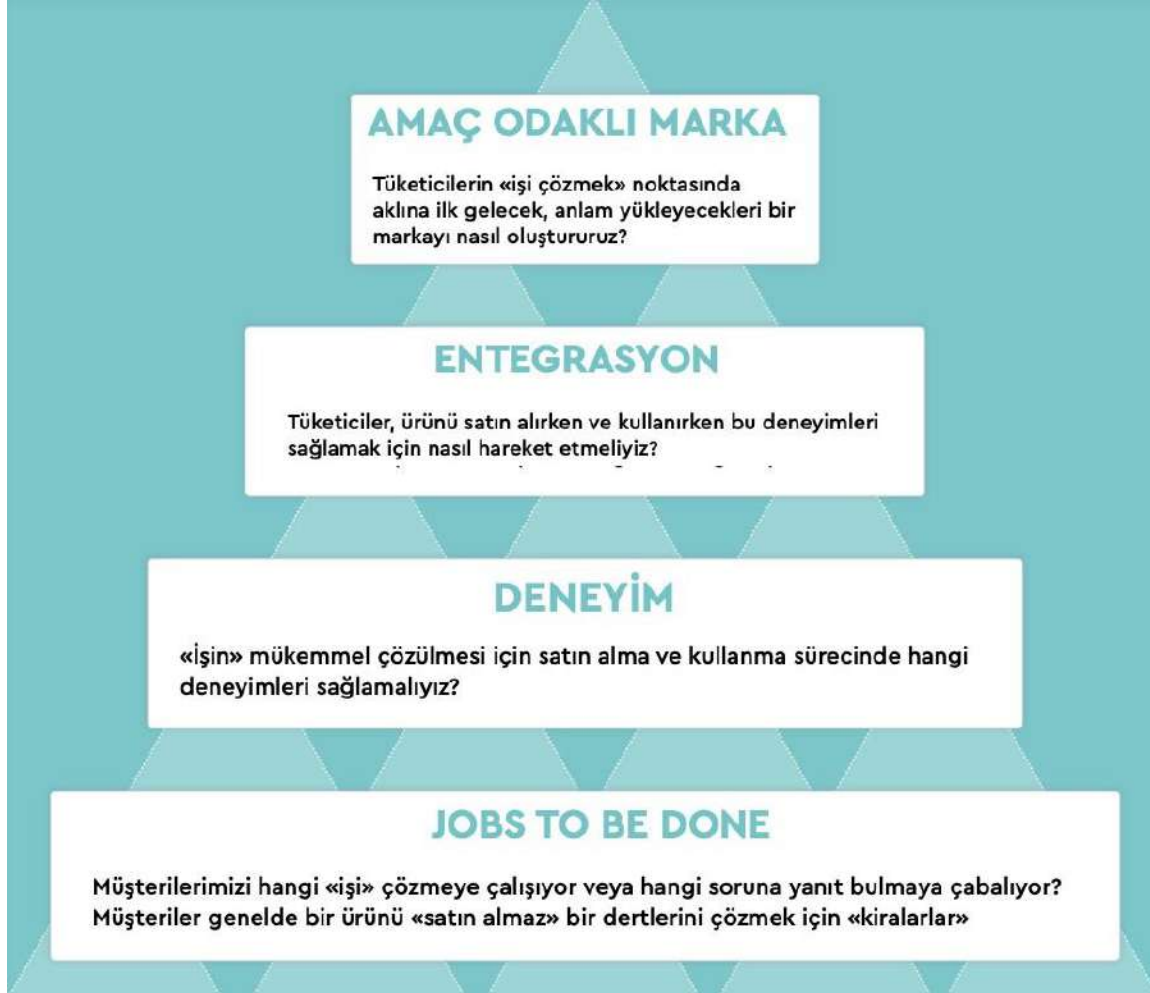 AMAÇ ODAKLI MARKA
Tüketicilerin «işi çözmek» noktasında
aklına ilk gelecek, anlam yükleyecekleri bir
markayı nasıl oluştururuz?
ENTEGRASYON
Tüketiciler, ürünü satın alırken ve kullanırken bu deneyimleri
sağlamak için nasıl hareket etmeliyiz?
DENEYİM
«İşin» mükemmel çözülmesi için satın alma ve kullanma sürecinde hangi
deneyimleri sağlamalıyız?
JOBS TO BE DONE
Müşterilerimizi hangi «işi» çözmeye çalışıyor veya hangi soruna yanıt bulmaya çabalıyor?
Müşteriler genelde bir ürünü «satın almaz» bir dertlerini çözmek için «kiralarlar»